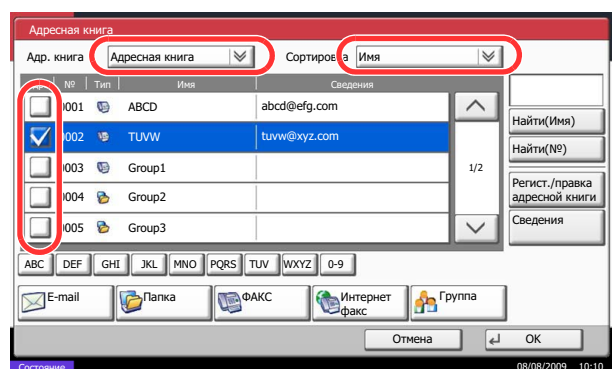 Адресная книга
Адр. книга Адресная книга Сортировка Имя
№ Тип Имя Сведения
0001 ABCD abcd@efg.com
0002 TUVW tuvw@xyz.com
0003 Group1
0004 Group2
0005 Group3
1/2
Найти(Имя)
Найти(№)
Регист./правка
адресной книги
Сведения
ABC DEF GHI JKL MNO PQRS TUV WXYZ 0-9
E-mail Папка ФАКС Интернет
факс Группа
Отмена OK
Состояние 08/08/2009 10:10